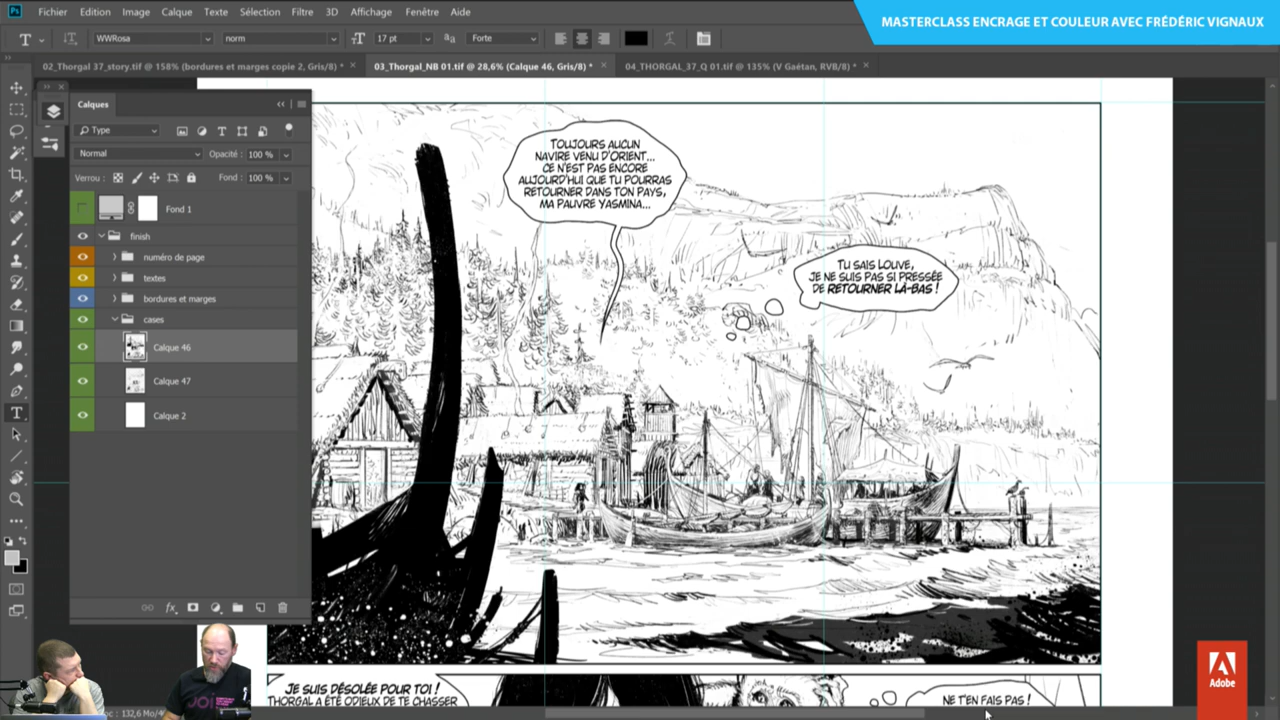 Ps Fichier Edition Image Calque Texte Sélection Filtre 3D Affichage Fenêtre Aide
MASTERCLASS ENCRAGE ET COULEUR AVEC FRÉDÉRIC VIGNAUX
WWRosa norm 17 pt Forte
02_Thorgal 37_story.tif @ 158% (bordures et marges copie 2, Gris/8) * 03_Thorgal_NB 01.tif @ 28,6% (Calque 46, Gris/8) * 04_THORGAL_37_Q 01.tif @ 135% (V Gaétan, RVB/8) *
Calques
Type
Normal Opacité : 100 %
Verrou : Fond : 100 %
Fond 1
finish
numéro de page
textes
bordures et marges
cases
Calque 46
Calque 47
Calque 2
TOUJOURS AUCUN
NAVIRE VENU D'ORIENT...
CE N'EST PAS ENCORE
AUJOURD'HUI QUE TU POURRAS
RETOURNER DANS TON PAYS,
MA PAUVRE YASMINA...
TU SAIS LOUVE,
JE NE SUIS PAS SI PRESSÉE
DE RETOURNER LÀ-BAS !
JE SUIS DÉSOLÉE POUR TOI !
THORGAL A ÉTÉ ODIEUX DE TE CHASSER
NE T'EN FAIS PAS !
Adobe